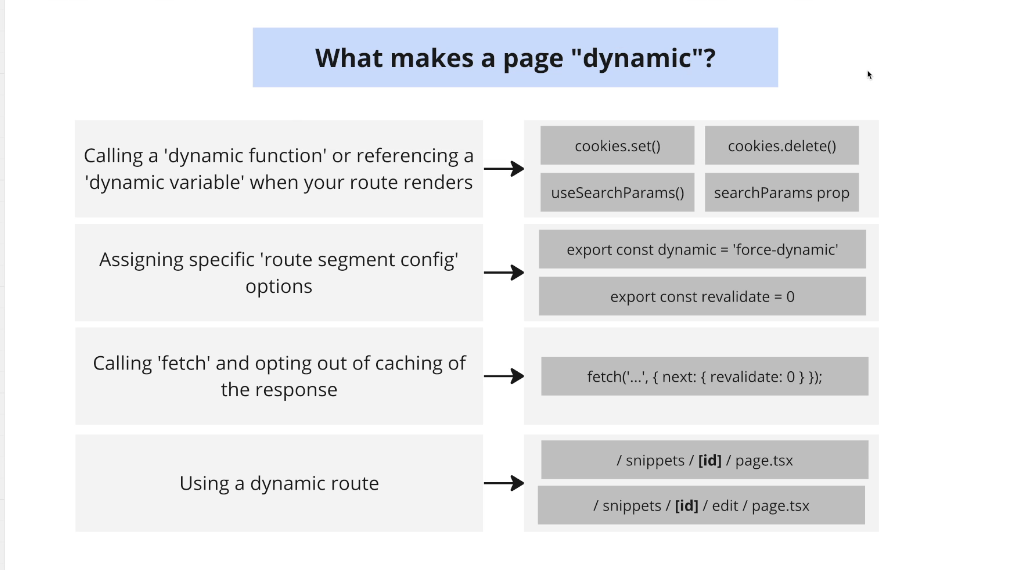 What makes a page "dynamic"?
Calling a 'dynamic function' or referencing a
'dynamic variable' when your route renders
cookies.set()
cookies.delete()
useSearchParams()
searchParams prop
Assigning specific 'route segment config'
options
export const dynamic = 'force-dynamic'
export const revalidate = 0
Calling 'fetch' and opting out of caching of
the response
fetch('...', { next: { revalidate: 0 } });
Using a dynamic route
/ snippets / [id] / page.tsx
/ snippets / [id] / edit / page.tsx